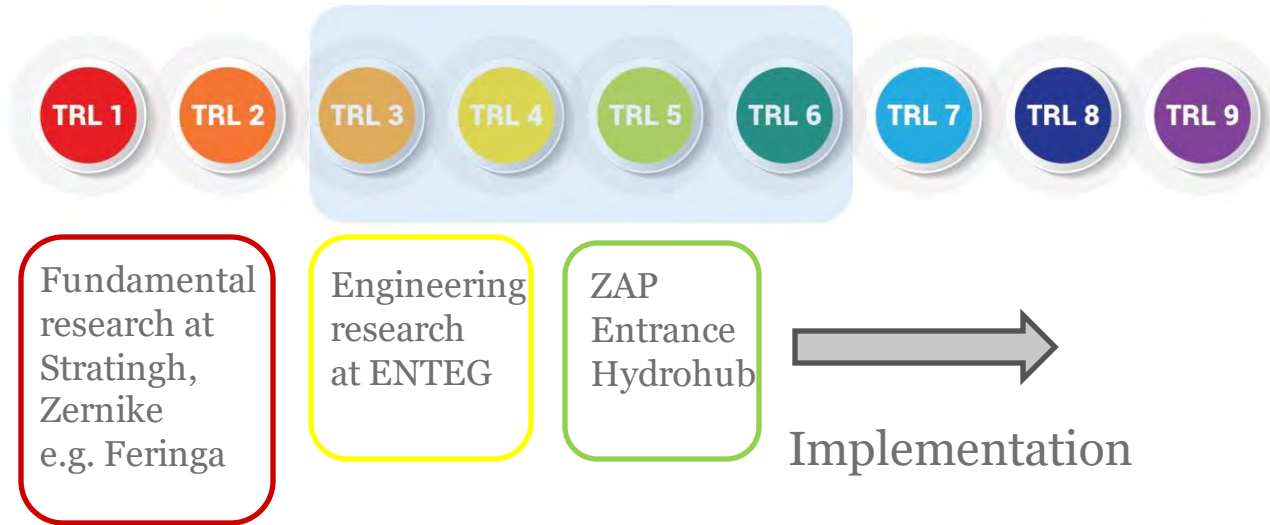 TRL 1
TRL 2
TRL 3
TRL 4
TRL 5
TRL 6
TRL 7
TRL 8
TRL 9
Fundamental
research at
Stratingh,
Zernike
e.g. Feringa
Engineering
research
at ENTEG
ZAP
Entrance
Hydrohub
Implementation